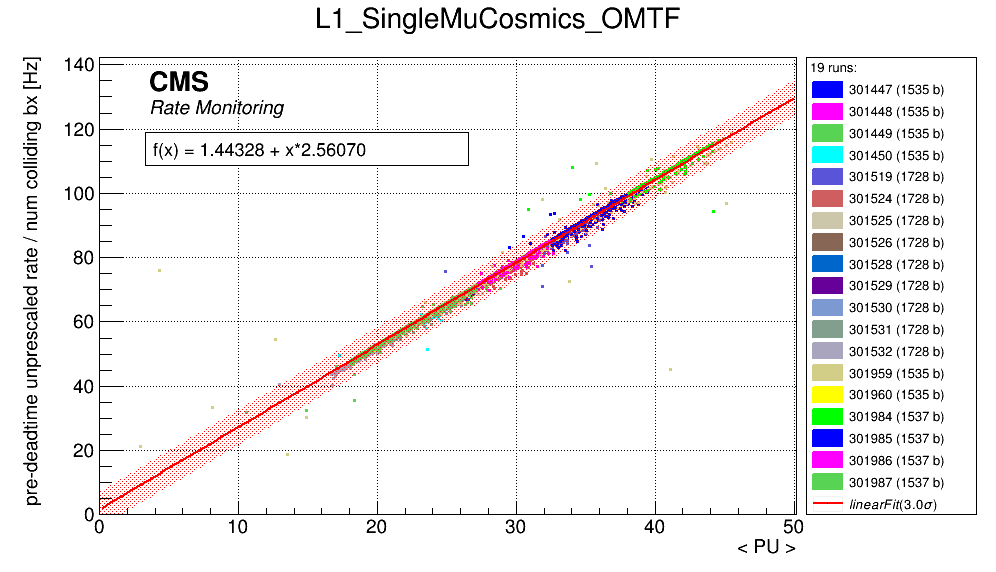 L1_SingleMuCosmics_OMTF
pre-deadtime unprescaled rate / num colliding bx [Hz]
140
120
100
80
60
40
20
0
CMS
Rate Monitoring
f(x) = 1.44328 + x*2.56070
0 10 20 30 40 50
< PU >
19 runs:
301447 (1535 b)
301448 (1535 b)
301449 (1535 b)
301450 (1535 b)
301519 (1728 b)
301524 (1728 b)
301525 (1728 b)
301526 (1728 b)
301528 (1728 b)
301529 (1728 b)
301530 (1728 b)
301531 (1728 b)
301532 (1728 b)
301959 (1535 b)
301960 (1535 b)
301984 (1537 b)
301985 (1537 b)
301986 (1537 b)
301987 (1537 b)
linearFit(3.0σ)